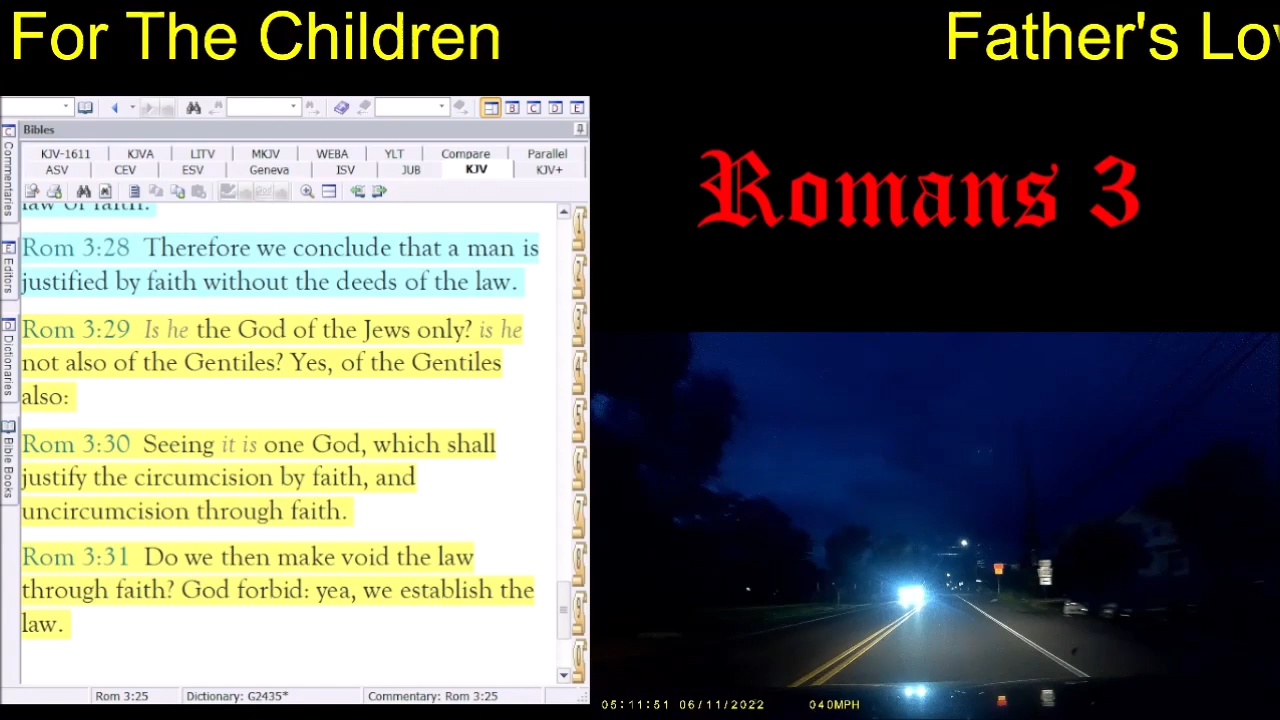 For The Children
Father's Lo
Romans 3
Bibles
KJV-1611 KJVA LITV MKJV WEBA YLT Compare Parallel
ASV CEV ESV Geneva ISV JUB KJV KJV+
Commentaries
Editors
Dictionaries
Bible Books
law of faith.
Rom 3:28 Therefore we conclude that a man is
justified by faith without the deeds of the law.
Rom 3:29 Is he the God of the Jews only? is he
not also of the Gentiles? Yes, of the Gentiles
also:
Rom 3:30 Seeing it is one God, which shall
justify the circumcision by faith, and
uncircumcision through faith.
Rom 3:31 Do we then make void the law
through faith? God forbid: yea, we establish the
law.
Rom 3:25 Dictionary: G2435* Commentary: Rom 3:25
05:11:51 06/11/2022 040MPH